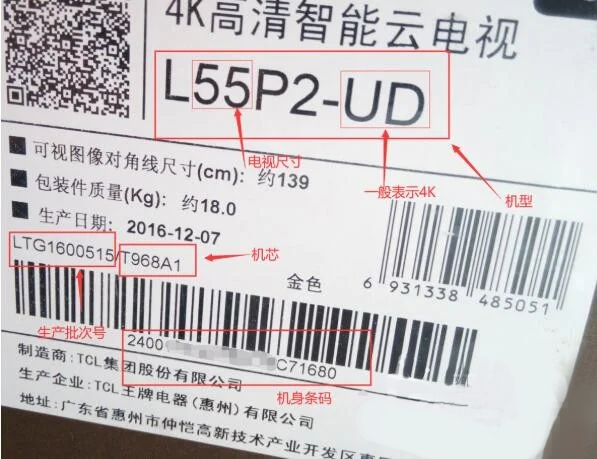 4K高清智能云电视
L55P2-UD
电视尺寸
一般表示4K
机型
■ 可视图像对角线尺寸(cm): 约139
■ 包装件质量(Kg): 约18.0
■ 生产日期: 2016-12-07
LTG1600515/T968A1
机芯
金色
6 931338 485051
生产批次号
2400 C71680
机身条码
制造商: TCL集团股份有限公司
生产企业: TCL王牌电器(惠州)有限公司
地址: 广东省惠州市仲恺高新技术产业开发区